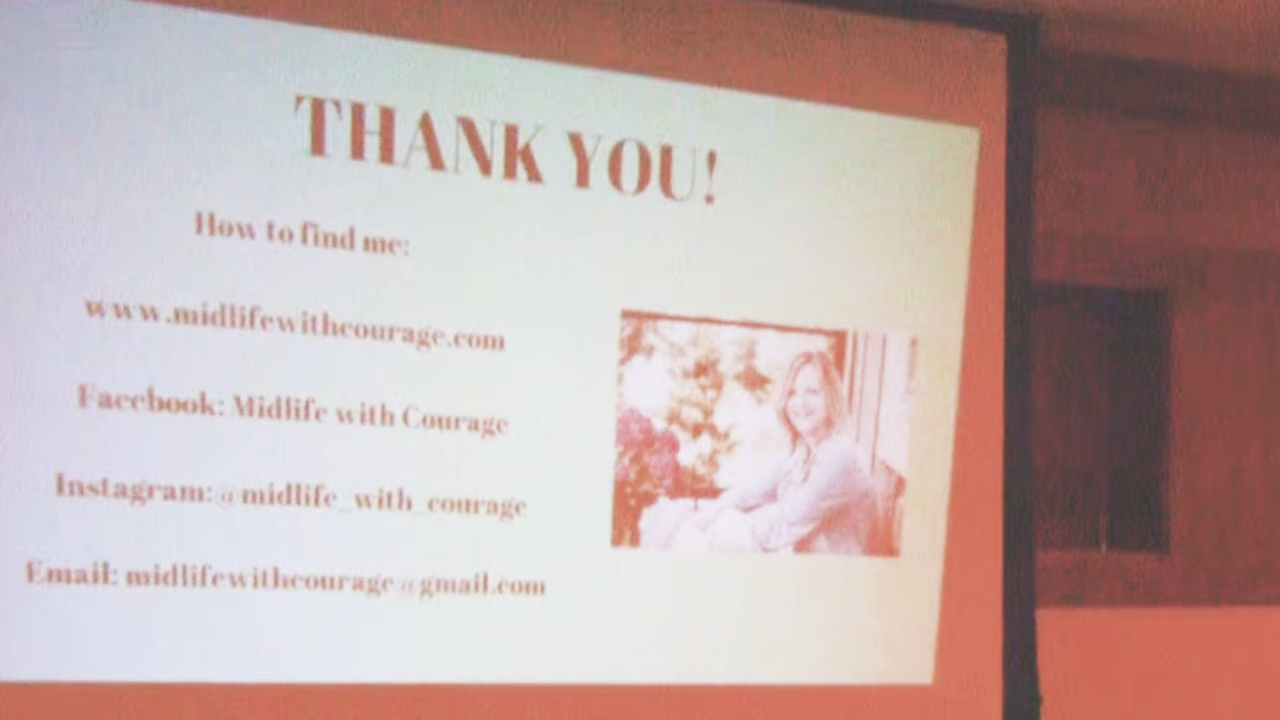 THANK YOU!
How to find me:
www.midlifewithcourage.com
Facebook: Midlife with Courage
Instagram: @midlife_with_courage
Email: midlifewithcourage@gmail.com